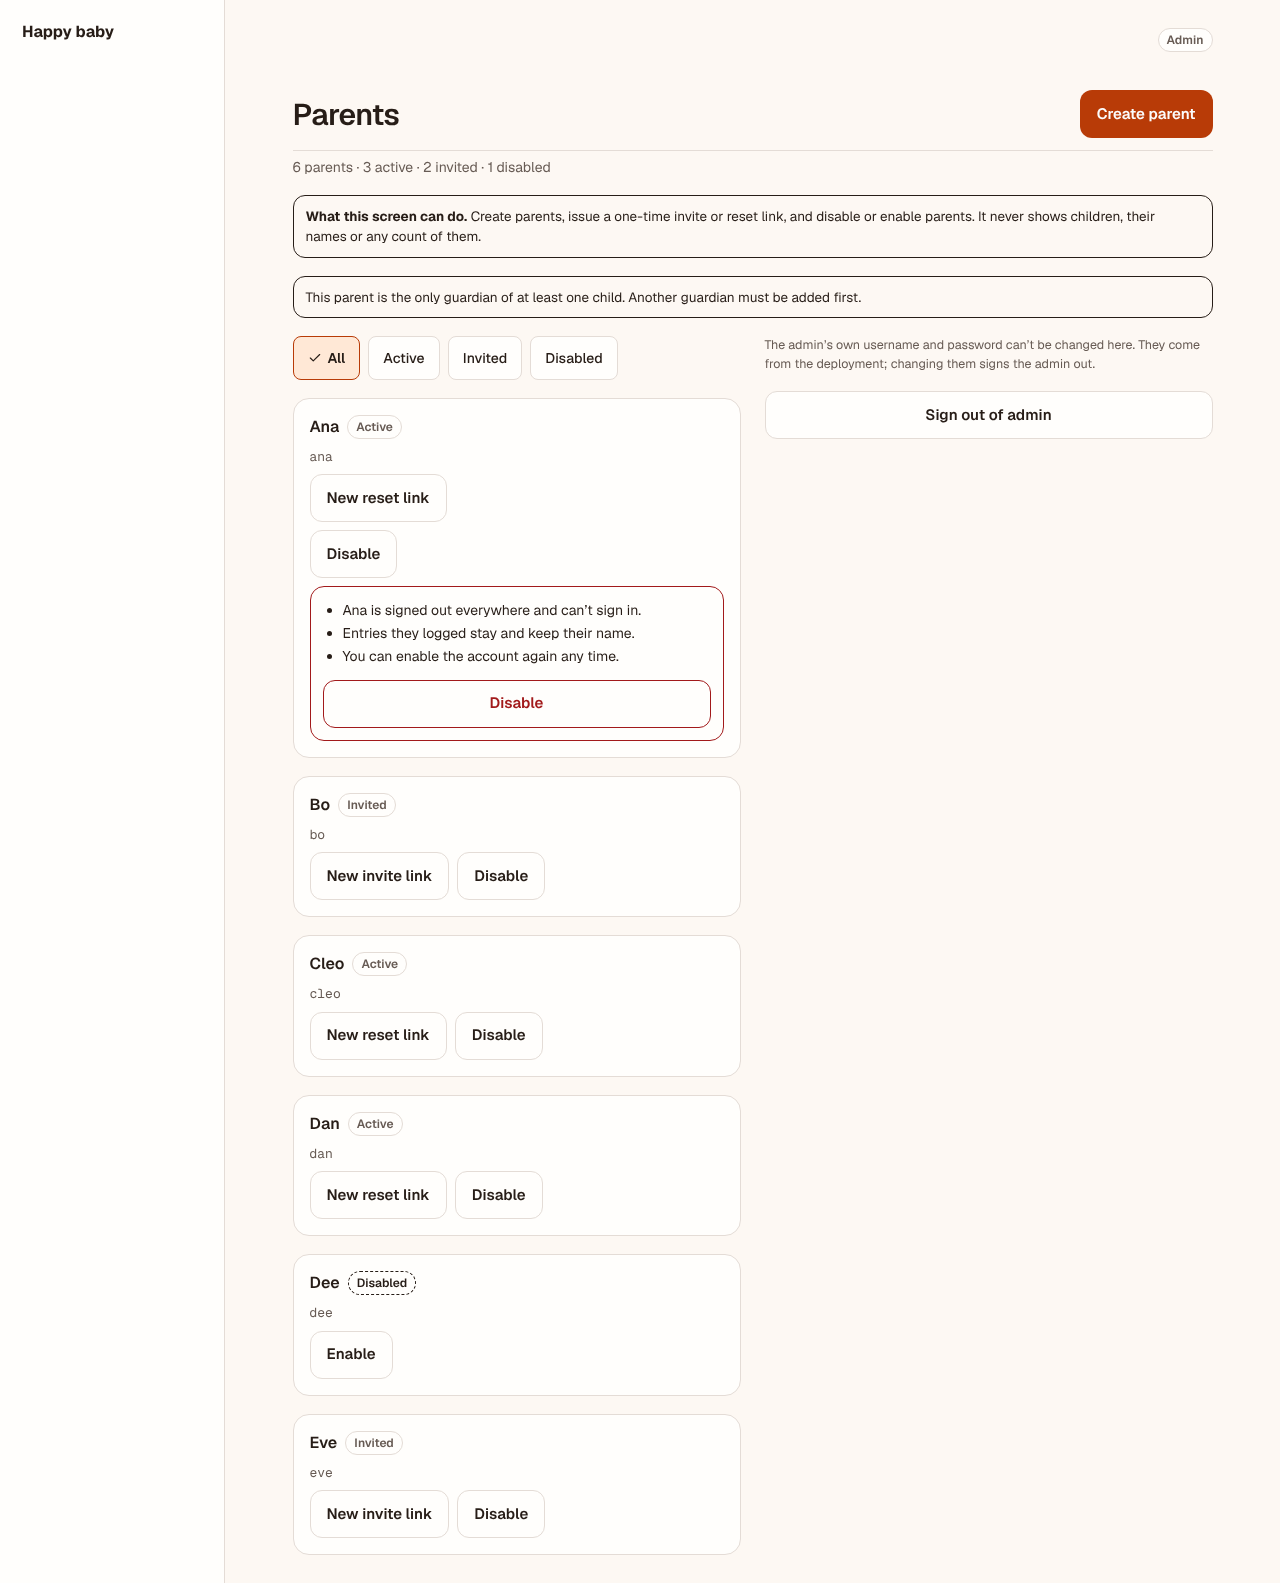 Happy baby
Admin
Parents
Create parent
6 parents · 3 active · 2 invited · 1 disabled
What this screen can do. Create parents, issue a one-time invite or reset link, and disable or enable parents. It never shows children, their
names or any count of them.
This parent is the only guardian of at least one child. Another guardian must be added first.
All
Active
Invited
Disabled
The admin’s own username and password can’t be changed here. They come
from the deployment; changing them signs the admin out.
Sign out of admin
Ana Active
ana
New reset link
Disable
Ana is signed out everywhere and can’t sign in.
Entries they logged stay and keep their name.
You can enable the account again any time.
Disable
Bo Invited
bo
New invite link Disable
Cleo Active
cleo
New reset link Disable
Dan Active
dan
New reset link Disable
Dee Disabled
dee
Enable
Eve Invited
eve
New invite link Disable